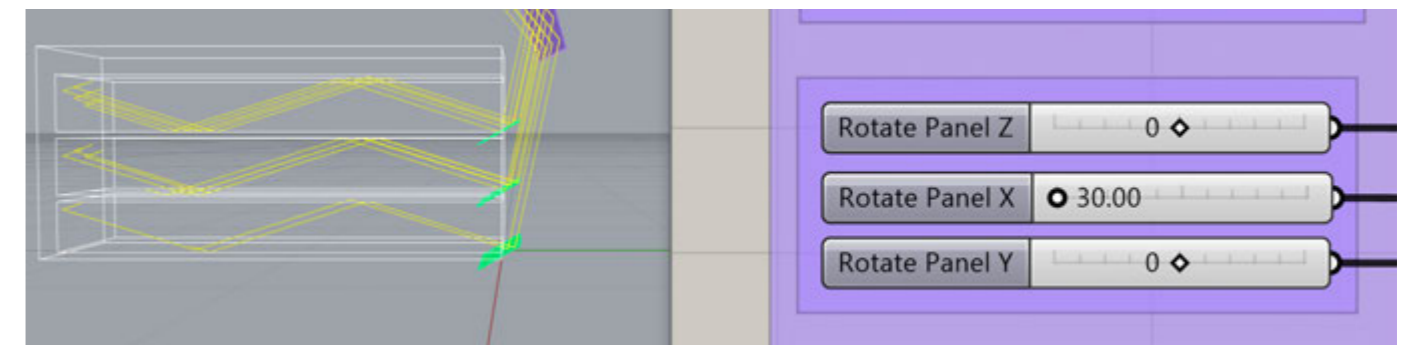 Rotate Panel Z 0
Rotate Panel X 30.00
Rotate Panel Y 0